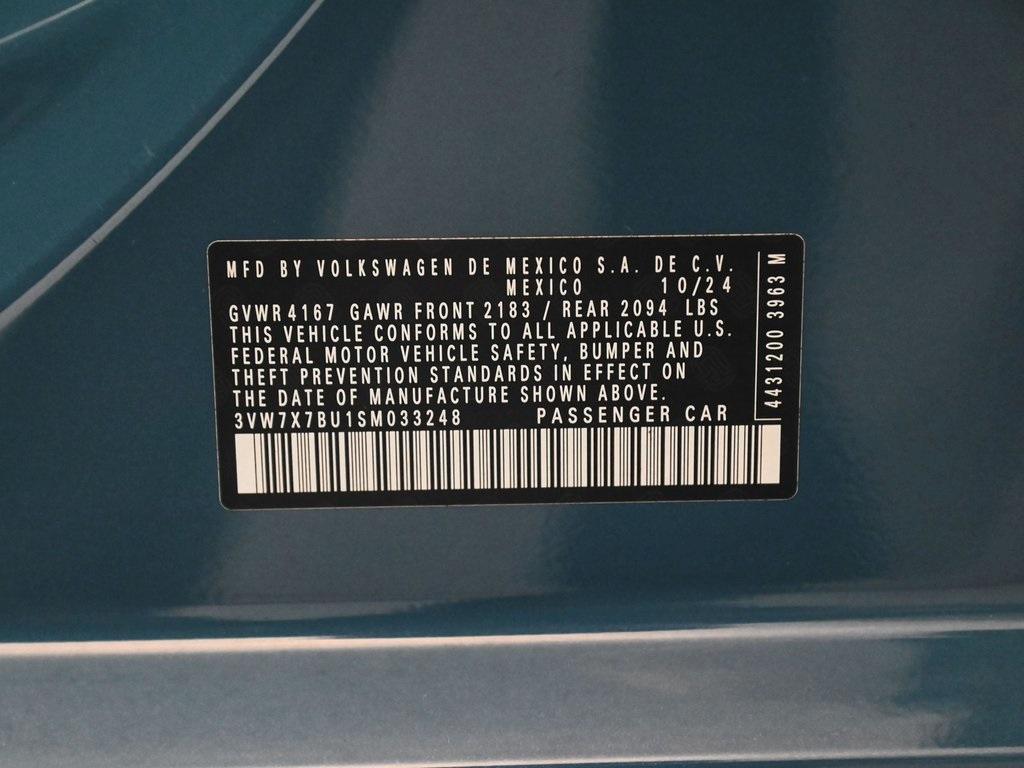 MFD BY VOLKSWAGEN DE MEXICO S.A. DE C.V.
MEXICO 10/24
GVWR 4167 GAWR FRONT 2183 / REAR 2094 LBS
THIS VEHICLE CONFORMS TO ALL APPLICABLE U.S.
FEDERAL MOTOR VEHICLE SAFETY, BUMPER AND
THEFT PREVENTION STANDARDS IN EFFECT ON
THE DATE OF MANUFACTURE SHOWN ABOVE.
3VW7X7BU1SM033248 PASSENGER CAR
4431200 3963 M